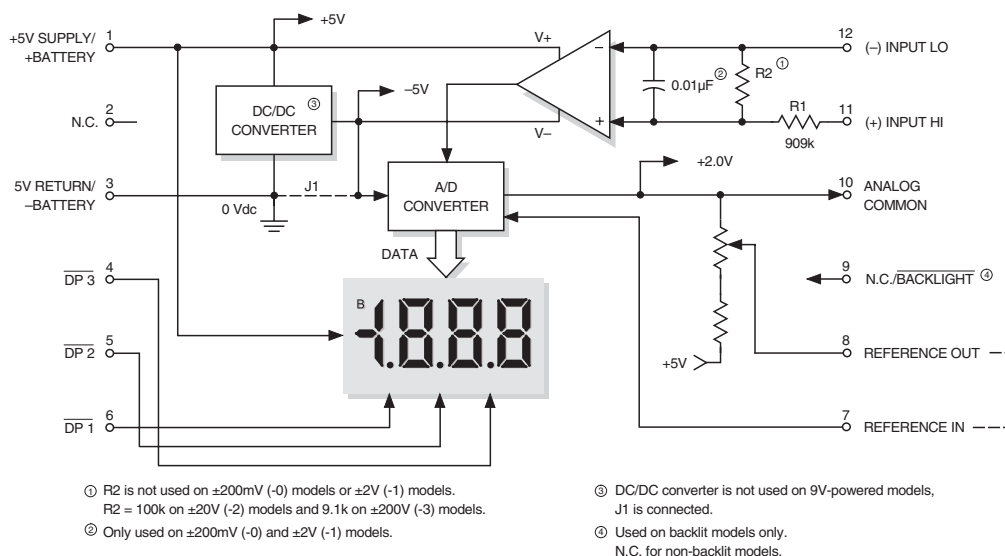 +5V SUPPLY/
+BATTERY
1
+5V
V+
12
(–) INPUT LO
–
0.01µF ②
R2 ①
DC/DC ③
CONVERTER
–5V
2
N.C.
R1
909k
11
(+) INPUT HI
+
V–
+2.0V
5V RETURN/
–BATTERY
3
J1
0 Vdc
A/D
CONVERTER
10
ANALOG
COMMON
DATA
4
DP 3
9
N.C./BACKLIGHT ④
B
-18.8.8
5
DP 2
+5V
8
REFERENCE OUT
6
DP 1
7
REFERENCE IN
① R2 is not used on ±200mV (-0) models or ±2V (-1) models.
R2 = 100k on ±20V (-2) models and 9.1k on ±200V (-3) models.
② Only used on ±200mV (-0) and ±2V (-1) models.
③ DC/DC converter is not used on 9V-powered models,
J1 is connected.
④ Used on backlit models only.
N.C. for non-backlit models.